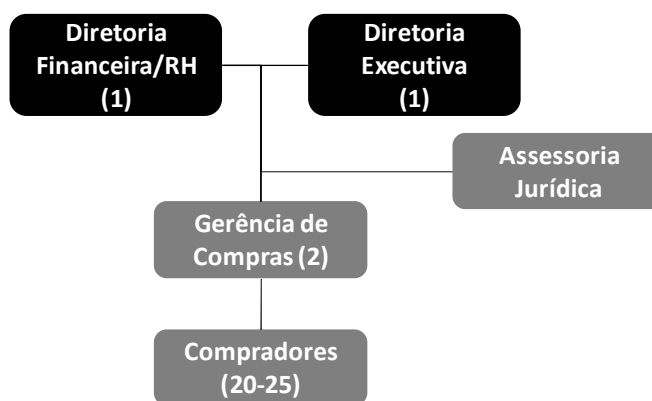 Diretoria
Financeira/RH
(1)
Diretoria
Executiva
(1)
Assessoria
Jurídica
Gerência de
Compras (2)
Compradores
(20-25)